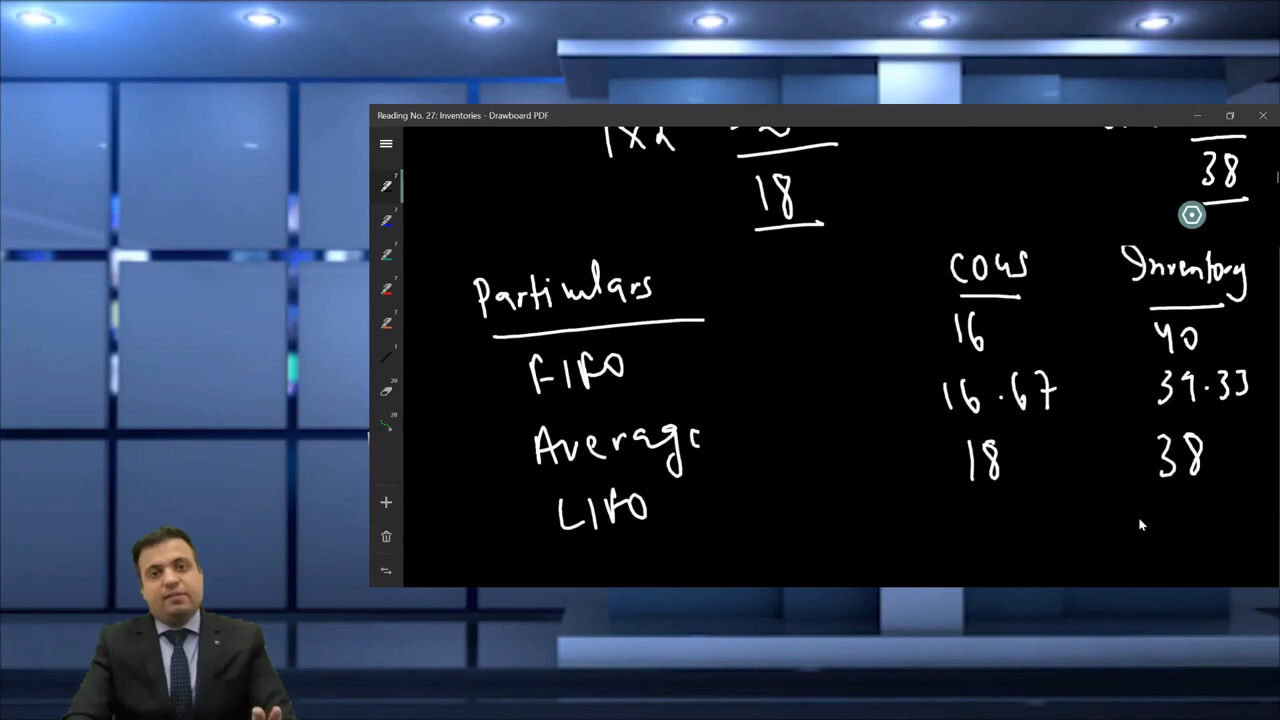 Reading No. 27: Inventories - Drawboard PDF
1x2
18
38
Particulars COGS Inventory
FIFO 16 40
Average 16.67 39.33
LIFO 18 38